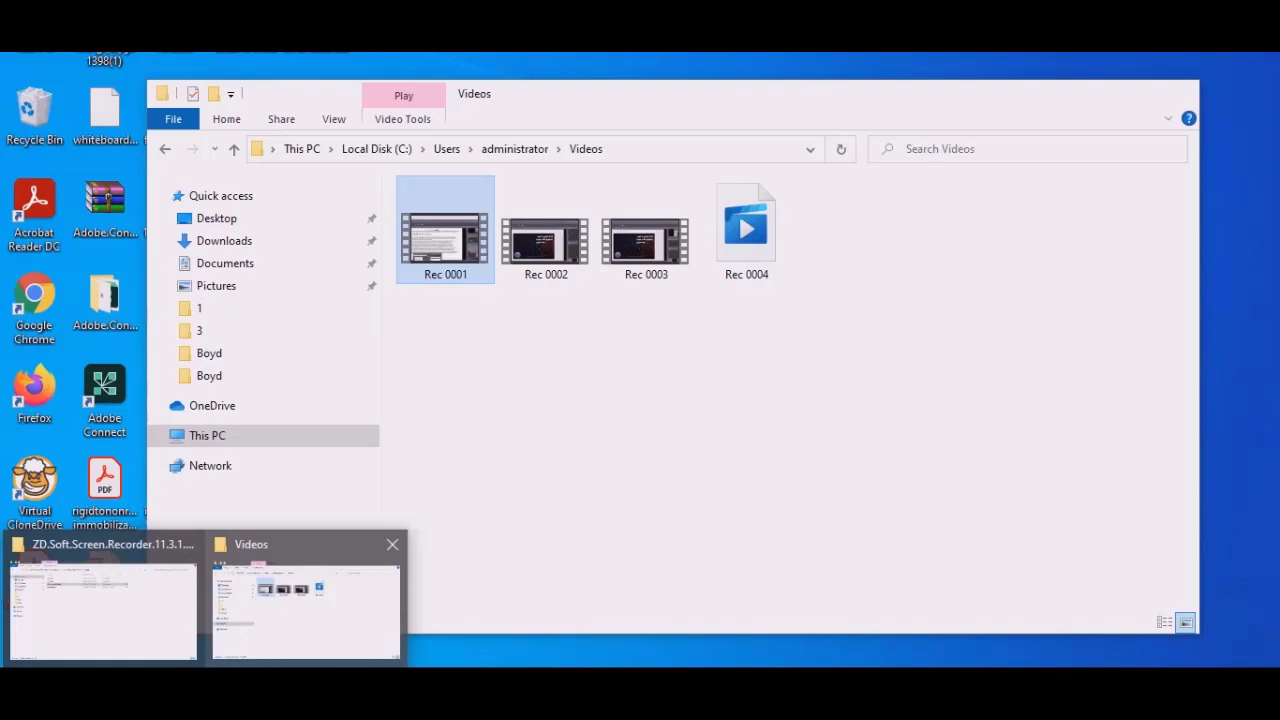 1398(1)
Recycle Bin
whiteboard...
Acrobat
Reader DC
Adobe.Con...
Google
Chrome
Adobe.Con...
Firefox
Adobe
Connect
Virtual
CloneDrive
PDF
rigidtononr...
immobiliza...
Play
Videos
File
Home
Share
View
Video Tools
This PC
Local Disk (C:)
Users
administrator
Videos
Search Videos
Quick access
Desktop
Downloads
Documents
Pictures
1
3
Boyd
Boyd
OneDrive
This PC
Network
Rec 0001
Rec 0002
Rec 0003
Rec 0004
ZD.Soft.Screen.Recorder.11.3.1....
Videos